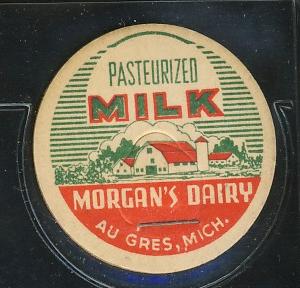 PASTEURIZED
MILK
MORGAN'S DAIRY
AU GRES, MICH.